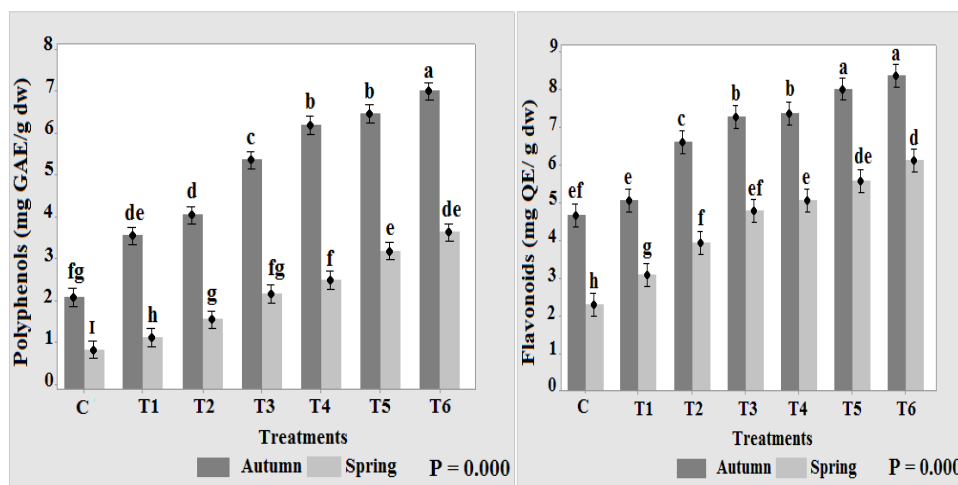 Polyphenols (mg GAE/g dw)
8
7
6
5
4
3
2
1
0
fg
I
de
h
d
g
c
fg
b
f
b
e
a
de
C T1 T2 T3 T4 T5 T6
Treatments
Autumn Spring P = 0.000
Flavonoids (mg QE/ g dw)
9
8
7
6
5
4
3
2
1
0
ef
h
e
g
c
f
b
ef
b
e
a
de
a
d
C T1 T2 T3 T4 T5 T6
Treatments
Autumn Spring P = 0.000